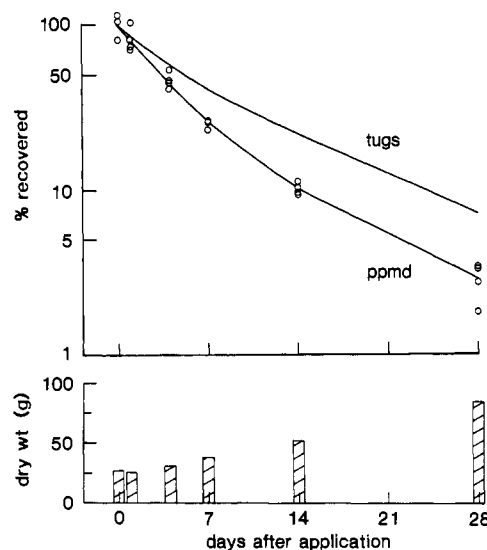 100
50
10
5
1
% recovered
tugs
ppmd
100
50
0
dry wt (g)
0 7 14 21 28
days after application